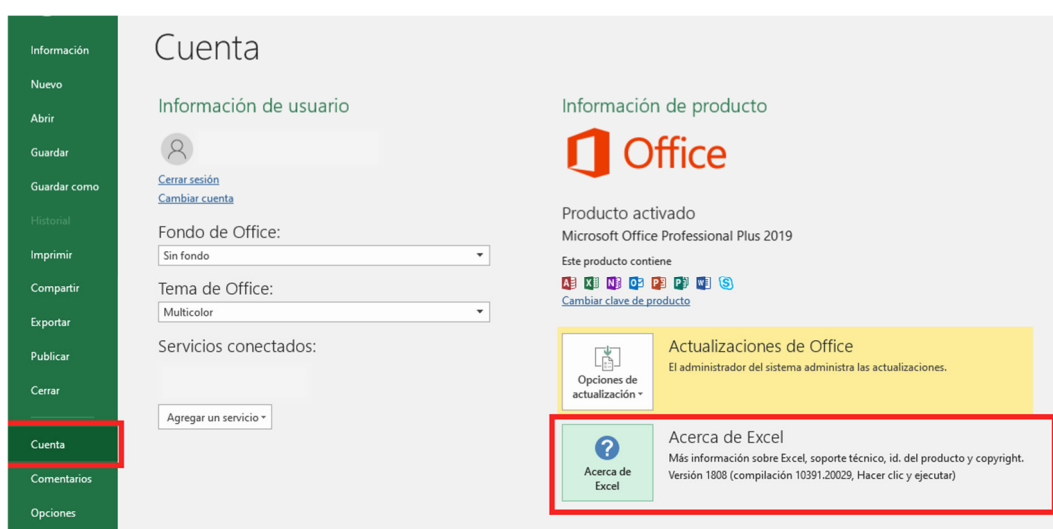 Cuenta
Información
Nuevo
Abrir
Guardar
Guardar como
Historial
Imprimir
Compartir
Exportar
Publicar
Cerrar
Cuenta
Comentarios
Opciones
Información de usuario
Cerrar sesión
Cambiar cuenta
Fondo de Office:
Sin fondo
Tema de Office:
Multicolor
Servicios conectados:
Agregar un servicio
Información de producto
Office
Producto activado
Microsoft Office Professional Plus 2019
Este producto contiene
Cambiar clave de producto
Opciones de
actualización
Actualizaciones de Office
El administrador del sistema administra las actualizaciones.
Acerca de
Excel
Acerca de Excel
Más información sobre Excel, soporte técnico, id. del producto y copyright.
Versión 1808 (compilación 10391.20029, Hacer clic y ejecutar)